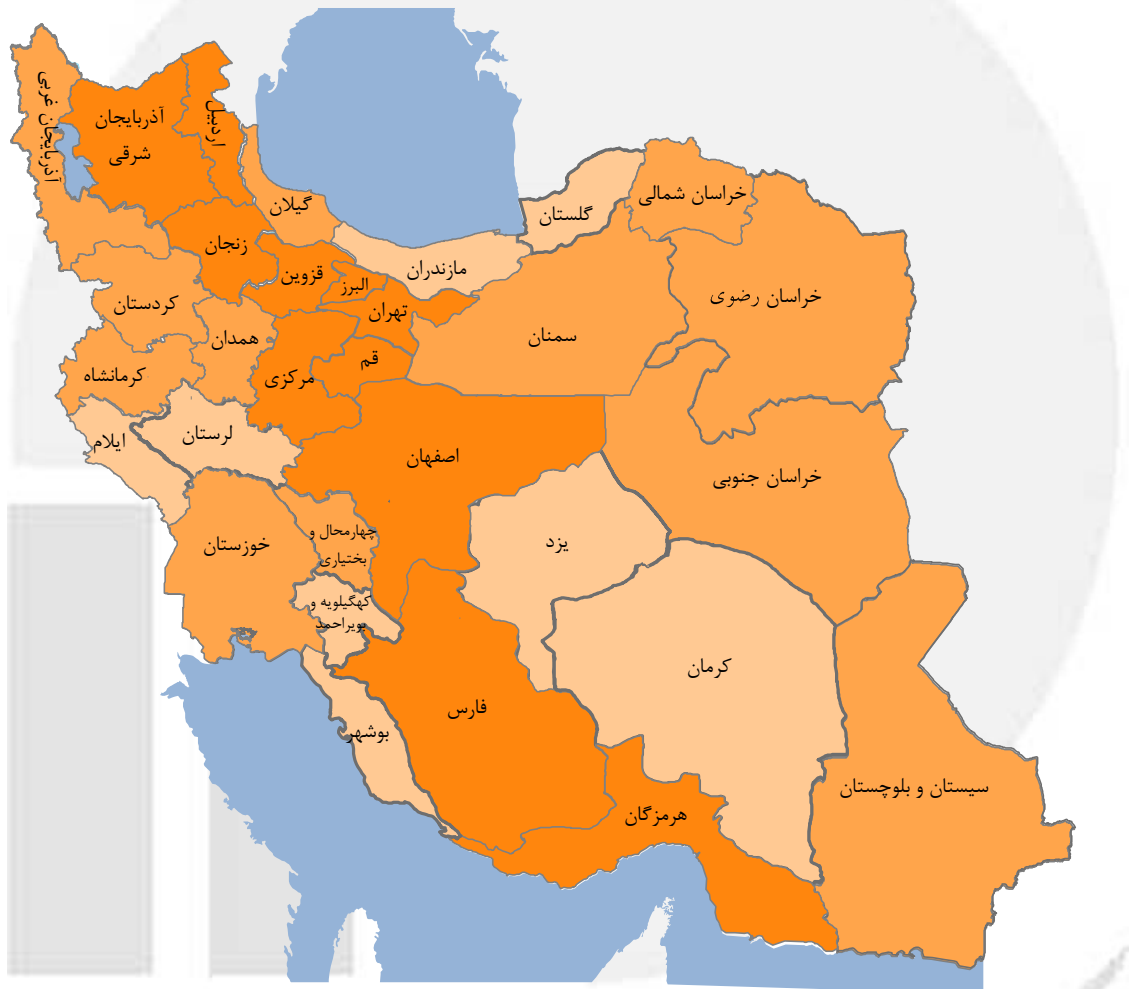 آذربایجان غربی
آذربایجان
شرقی
اردبیل
گیلان
زنجان
قزوین
البرز
تهران
مازندران
گلستان
خراسان شمالی
خراسان رضوی
سمنان
کردستان
همدان
مرکزی
قم
کرمانشاه
لرستان
ایلام
اصفهان
خراسان جنوبی
خوزستان
چهارمحال و
بختیاری
یزد
کهگیلویه و
بویراحمد
کرمان
فارس
بوشهر
هرمزگان
سیستان و بلوچستان